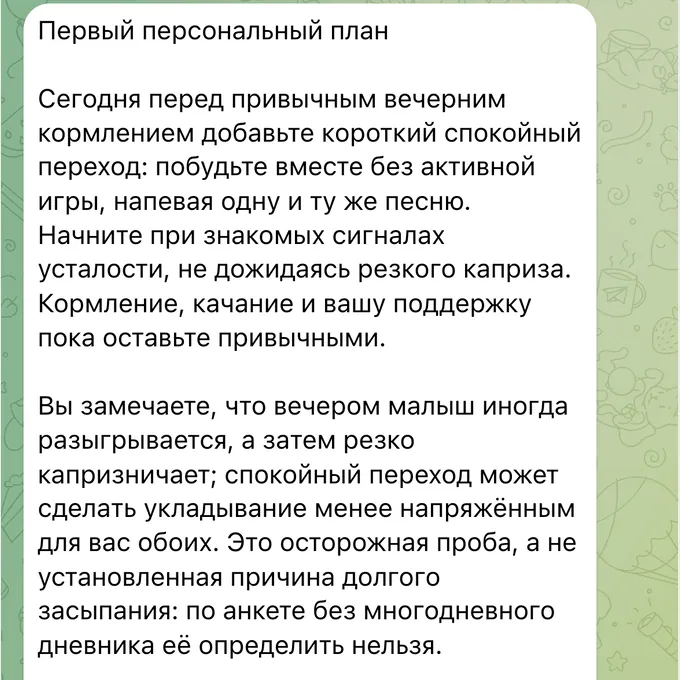 Первый персональный план
Сегодня перед привычным вечерним
кормлением добавьте короткий спокойный
переход: побудьте вместе без активной
игры, напевая одну и ту же песню.
Начните при знакомых сигналах
усталости, не дожидаясь резкого каприза.
Кормление, качание и вашу поддержку
пока оставьте привычными.
Вы замечаете, что вечером малыш иногда
разыгрывается, а затем резко
капризничает; спокойный переход может
сделать укладывание менее напряжённым
для вас обоих. Это осторожная проба, а не
установленная причина долгого
засыпания: по анкете без многодневного
дневника её определить нельзя.